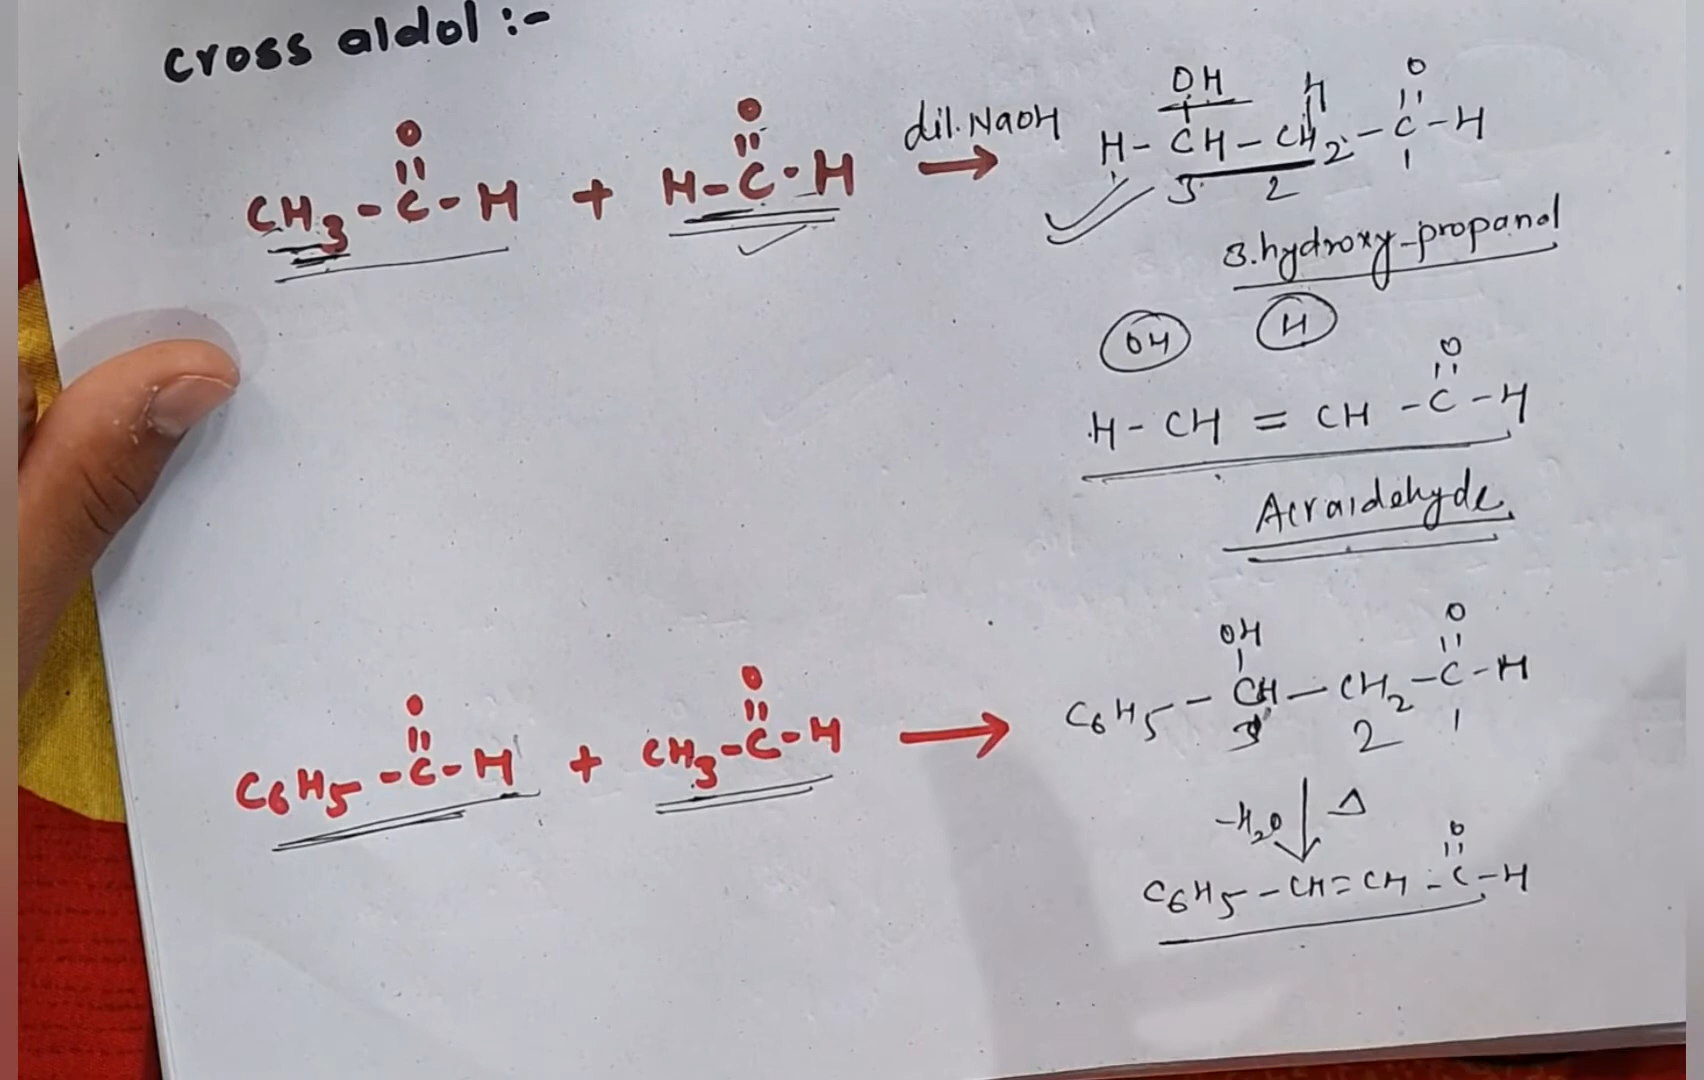 cross aldol :-
O O OH H O
CH3-C-H + H-C-H dil.NaOH → H-CH-CH2-C-H
3 2 1
3.hydroxy-propanal
OH H
O
H-CH=CH-C-H
Acraldehyde
O O OH O
C6H5-C-H + CH3-C-H → C6H5-CH-CH2-C-H
3 2 1
-H2O ↓ Δ
O
C6H5-CH=CH-C-H